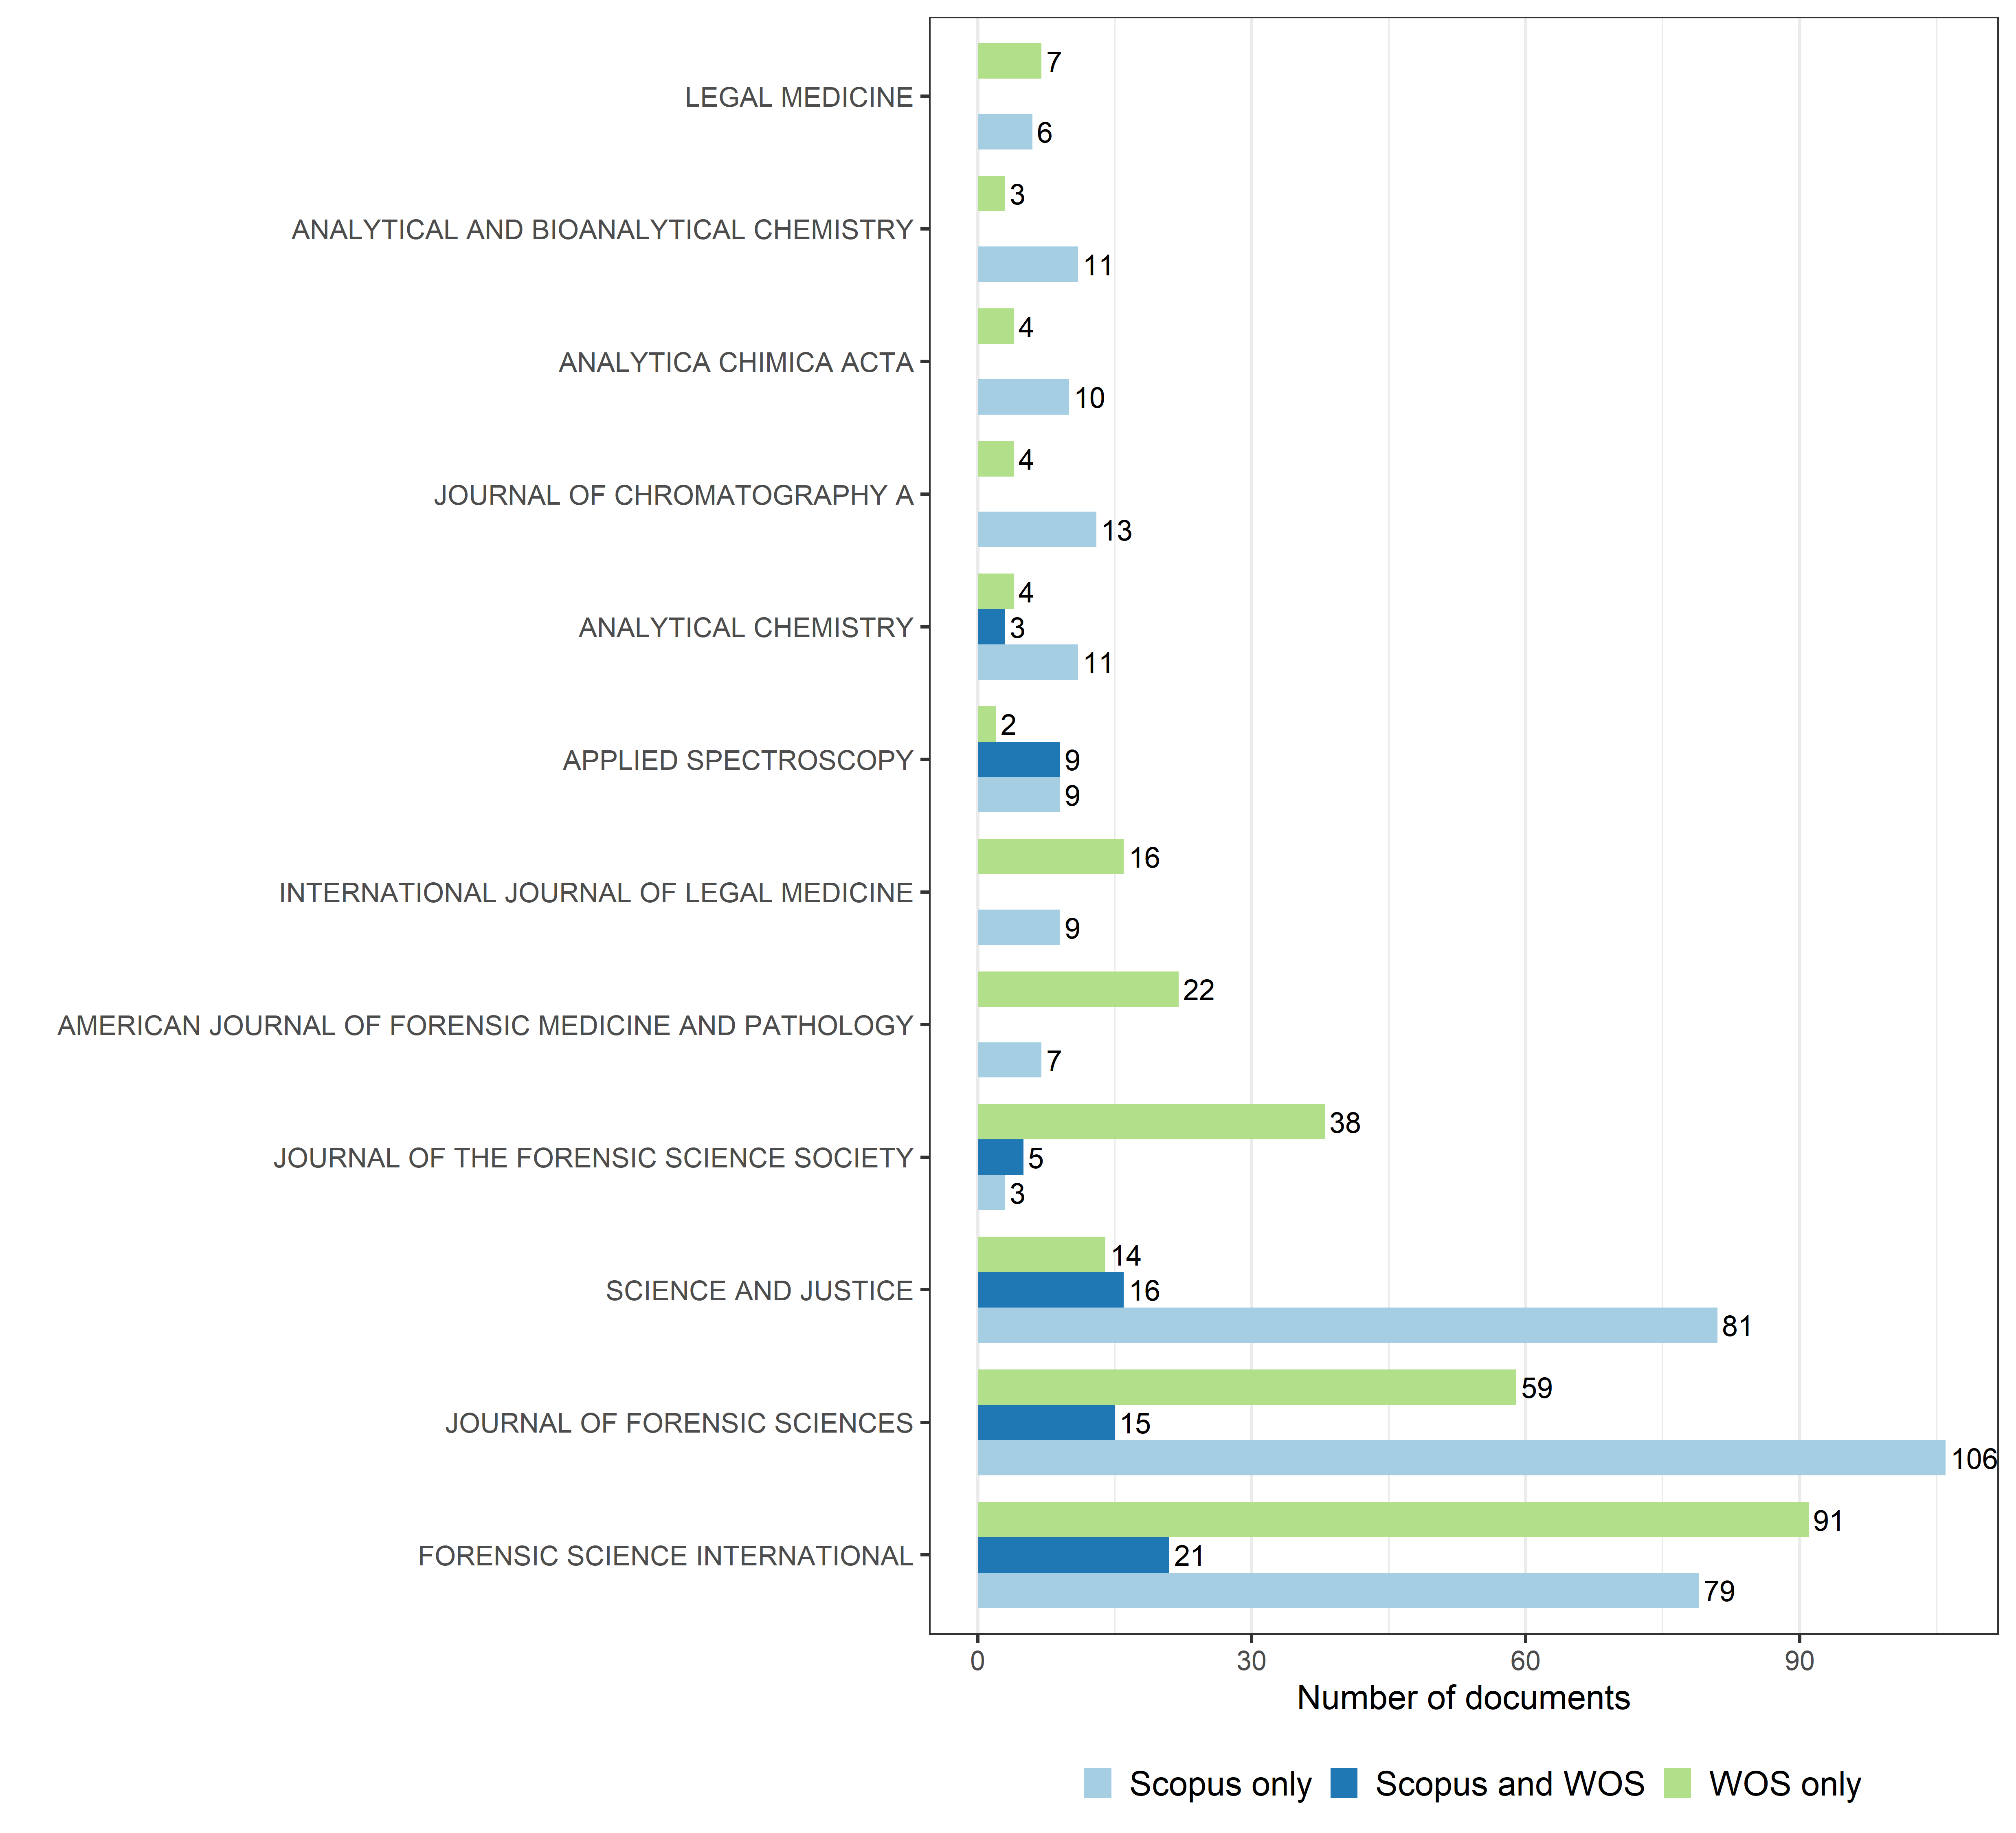 LEGAL MEDICINE
7
6
ANALYTICAL AND BIOANALYTICAL CHEMISTRY
3
11
ANALYTICA CHIMICA ACTA
4
10
JOURNAL OF CHROMATOGRAPHY A
4
13
ANALYTICAL CHEMISTRY
4
3
11
APPLIED SPECTROSCOPY
2
9
9
INTERNATIONAL JOURNAL OF LEGAL MEDICINE
16
9
AMERICAN JOURNAL OF FORENSIC MEDICINE AND PATHOLOGY
22
7
JOURNAL OF THE FORENSIC SCIENCE SOCIETY
38
5
3
SCIENCE AND JUSTICE
14
16
81
JOURNAL OF FORENSIC SCIENCES
59
15
106
FORENSIC SCIENCE INTERNATIONAL
91
21
79
0 30 60 90
Number of documents
Scopus only Scopus and WOS WOS only